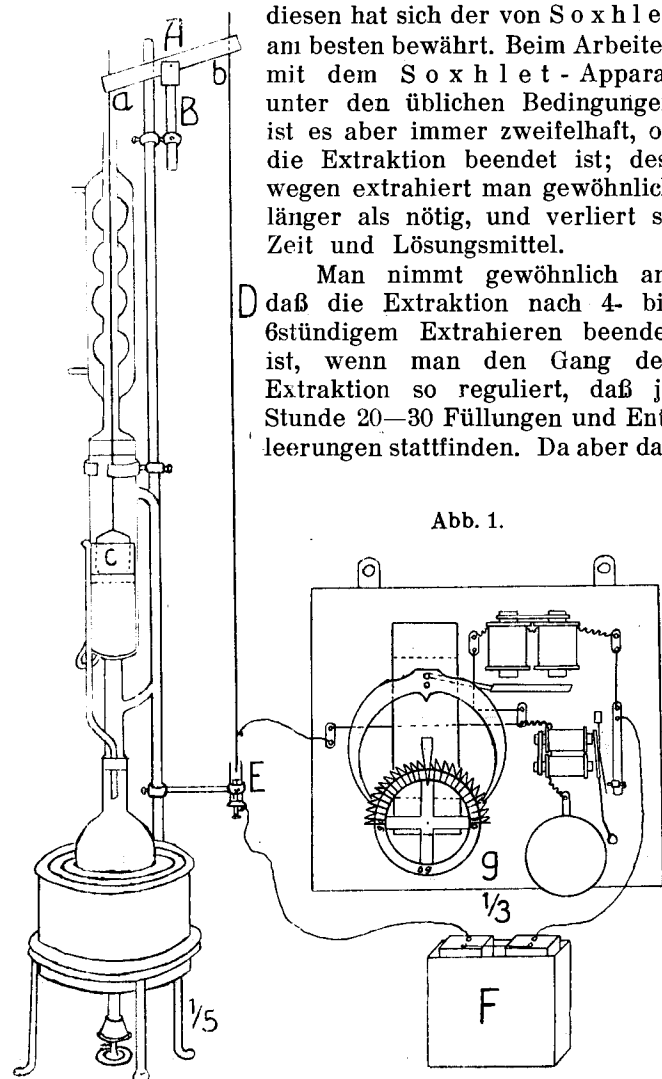 diesen hat sich der von Soxhle
am besten bewährt. Beim Arbeite
mit dem Soxhlet-Appara
unter den üblichen Bedingungen
ist es aber immer zweifelhaft, o
die Extraktion beendet ist; des
wegen extrahiert man gewöhnlich
länger als nötig, und verliert s
Zeit und Lösungsmittel.
Man nimmt gewöhnlich an
daß die Extraktion nach 4- bi
6stündigem Extrahieren beende
ist, wenn man den Gang de
Extraktion so reguliert, daß j
Stunde 20—30 Füllungen und Ent
leerungen stattfinden. Da aber da
Abb. 1.
A
a
b
B
D
C
E
g
1/3
F
1/5